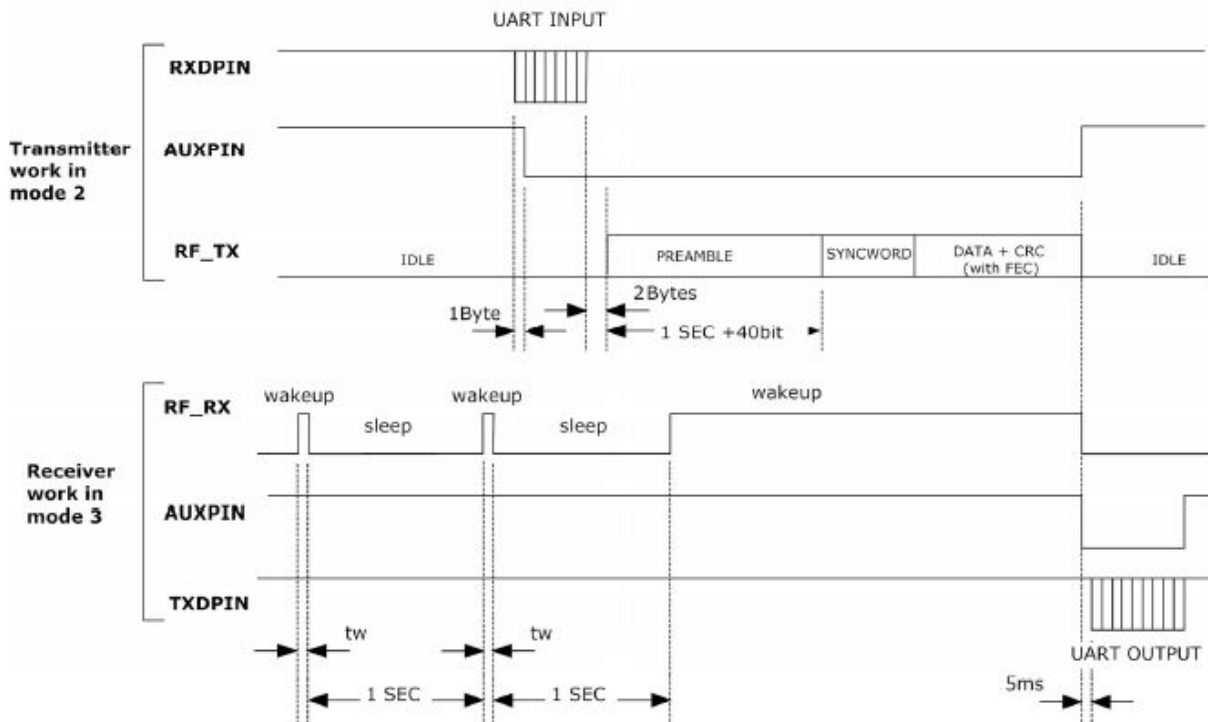 UART INPUT
RXDPIN
Transmitter
work in
mode 2
AUXPIN
RF_TX
IDLE
PREAMBLE
SYNCWORD
DATA + CRC
(with FEC)
IDLE
1Byte
2Bytes
1 SEC +40bit
Receiver
work in
mode 3
RF_RX
wakeup
sleep
wakeup
sleep
wakeup
AUXPIN
TXDPIN
tw
tw
UART OUTPUT
1 SEC
1 SEC
5ms